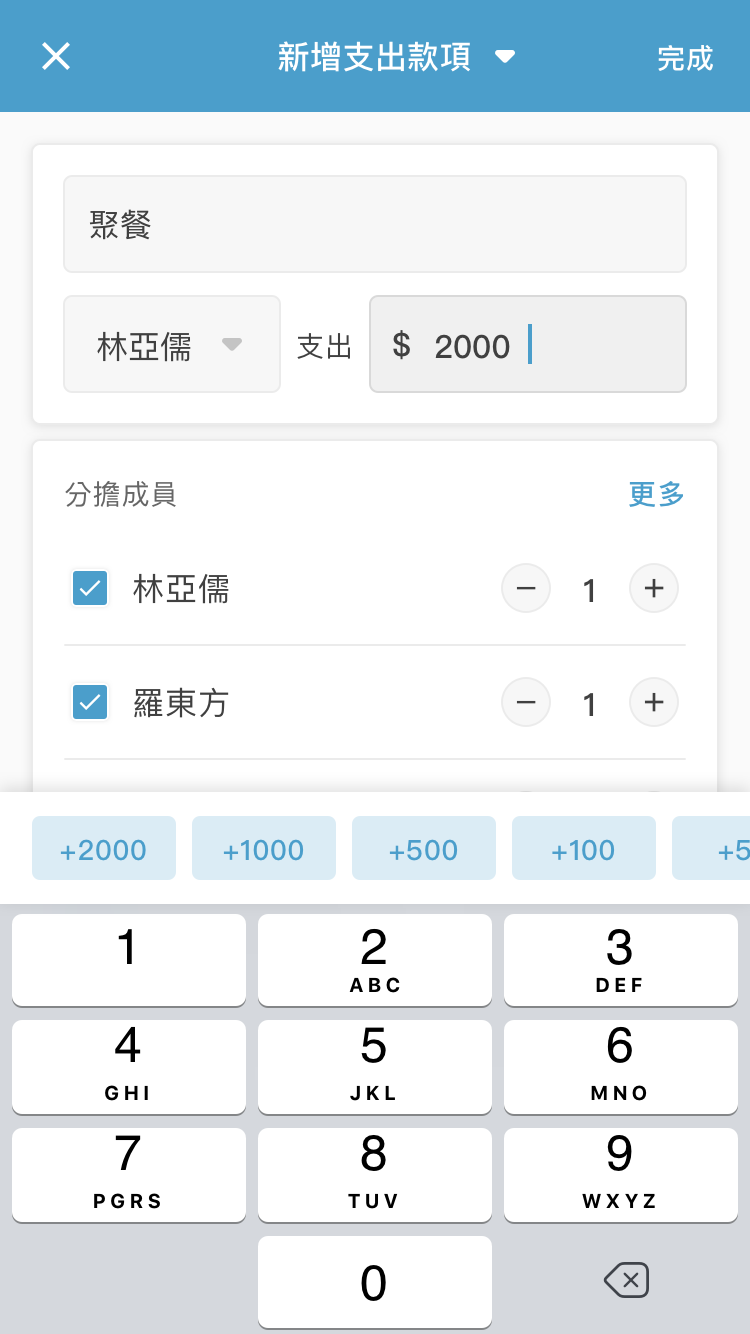 新增支出款項
完成
聚餐
林亞儒 支出 $ 2000
分擔成員 更多
林亞儒 − 1 +
羅東方 − 1 +
+2000 +1000 +500 +100 +5
1
2 ABC
3 DEF
4 GHI
5 JKL
6 MNO
7 PGRS
8 TUV
9 WXYZ
0